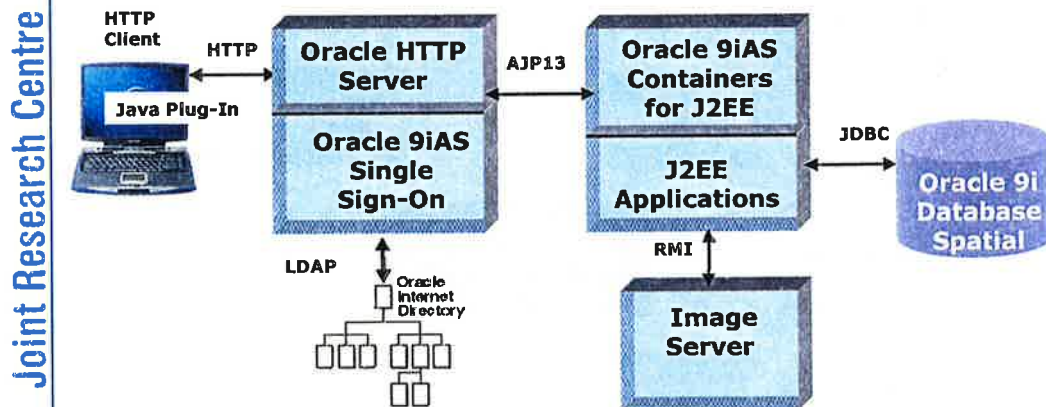 Joint Research Centre
HTTP
Client
HTTP
Java Plug-In
Oracle HTTP
Server
Oracle 9iAS
Single
Sign-On
AJP13
Oracle 9iAS
Containers
for J2EE
J2EE
Applications
JDBC
Oracle 9i
Database
Spatial
LDAP
Oracle
Internet
Directory
RMI
Image
Server